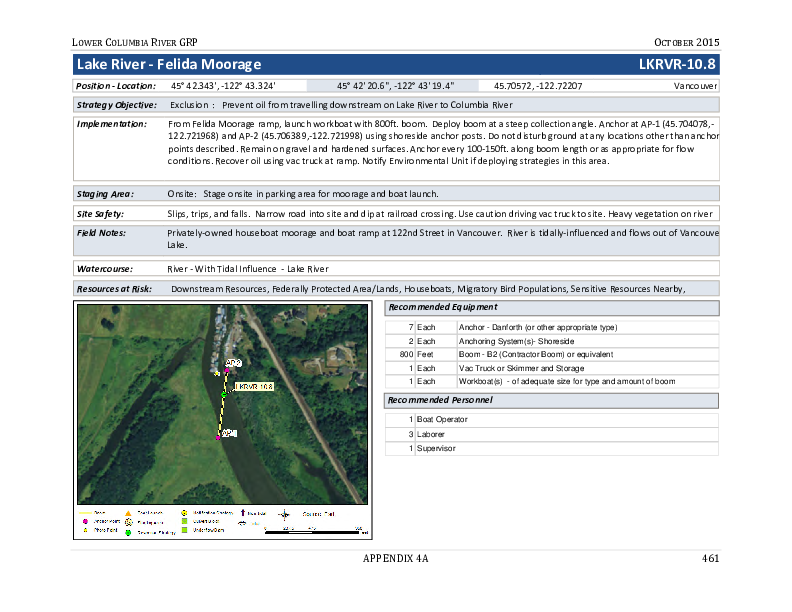 LOWER COLUMBIA RIVER GRP OCTOBER 2015
Lake River - Felida Moorage LKRVR-10.8
Position - Location: 45° 42.343', -122° 43.324' 45° 42' 20.6", -122° 43' 19.4" 45.70572, -122.72207 Vancouver
Strategy Objective: Exclusion : Prevent oil from travelling downstream on Lake River to Columbia River
Implementation: From Felida Moorage ramp, launch workboat with 800ft. boom. Deploy boom at a steep collection angle. Anchor at AP-1 (45.704078,-
122.721968) and AP-2 (45.706389,-122.721998) using shoreside anchor posts. Do not disturb ground at any locations other than anchor
points described. Remain on gravel and hardened surfaces. Anchor every 100-150ft. along boom length or as appropriate for flow
conditions. Recover oil using vac truck at ramp. Notify Environmental Unit if deploying strategies in this area.
Staging Area: Onsite: Stage onsite in parking area for moorage and boat launch.
Site Safety: Slips, trips, and falls. Narrow road into site and dip at railroad crossing. Use caution driving vac truck to site. Heavy vegetation on river
Field Notes: Privately-owned houseboat moorage and boat ramp at 122nd Street in Vancouver. River is tidally-influenced and flows out of Vancouve
Lake.
Watercourse: River - With Tidal Influence - Lake River
Resources at Risk: Downstream Resources, Federally Protected Area/Lands, Houseboats, Migratory Bird Populations, Sensitive Resources Nearby,
AP-2
LKRVR-10.8
AP-1
Anchor Point
Photo Point
Notification Strategy
Underflow Dam
Recommended Equipment
7 Each Anchor - Danforth (or other appropriate type)
2 Each Anchoring System(s)- Shoreside
800 Feet Boom - B2 (Contractor Boom) or equivalent
1 Each Vac Truck or Skimmer and Storage
1 Each Workboat(s) - of adequate size for type and amount of boom
Recommended Personnel
1 Boat Operator
3 Laborer
1 Supervisor
APPENDIX 4A 461